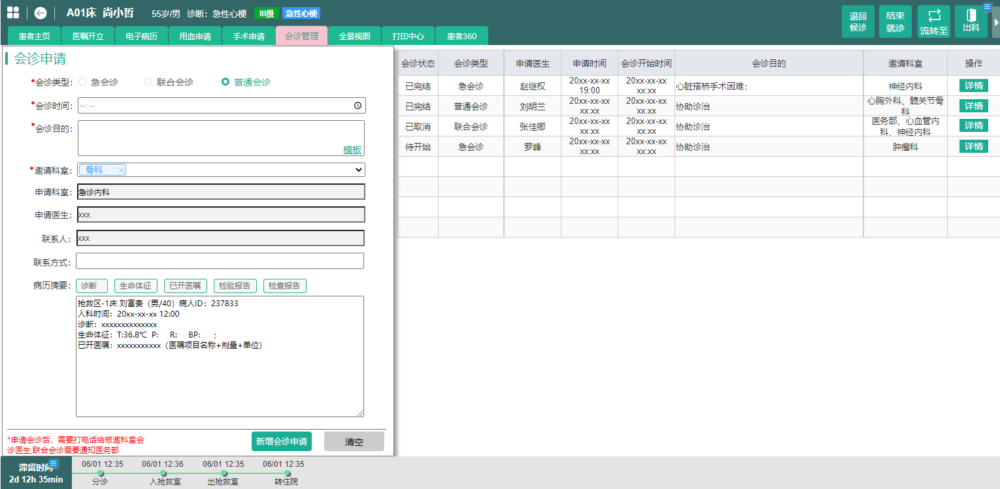 A01床 尚小哲 55岁/男 诊断：急性心梗 III级 急性心梗
退回候诊 结束就诊 流转至 出科
患者主页 医嘱开立 电子病历 用血申请 手术申请 会诊管理 全景视图 打印中心 患者360
会诊申请
*会诊类型： 急会诊 联合会诊 普通会诊
*会诊时间： --:--
*会诊目的：
模板
*邀请科室： 骨科
申请科室： 急诊内科
申请医生： xxx
联系人： xxx
联系方式：
病历摘要： 诊断 生命体征 已开医嘱 检验报告 检查报告
抢救区-1床 刘富贵（男/40）病人ID：237833
入科时间：20xx-xx-xx 12:00
诊断：xxxxxxxxxxxxxx
生命体征：T:36.8℃ P: R: BP: ;
已开医嘱：xxxxxxxxxxx（医嘱项目名称+剂量+单位）
*申请会诊后，需要打电话给被邀科室会
诊医生,联合会诊需要通知医务部
新增会诊申请 清空
会诊状态 会诊类型 申请医生 申请时间 会诊开始时间 会诊目的 邀请科室 操作
已完结 急会诊 赵继权 20xx-xx-xx 19:00 20xx-xx-xx xx:xx 心脏搭桥手术困难； 神经内科 详情
已完结 普通会诊 刘胡兰 20xx-xx-xx xx:xx 20xx-xx-xx xx:xx 协助诊治 心胸外科、髋关节骨科 详情
已取消 联合会诊 张佳卿 20xx-xx-xx xx:xx 20xx-xx-xx xx:xx 协助诊治 医务部、心血管内科、神经内科 详情
待开始 急会诊 罗峰 20xx-xx-xx xx:xx 20xx-xx-xx xx:xx 协助诊治 肿瘤科 详情
滞留时间
2d 12h 35min
06/01 12:35 06/01 12:36 06/01 12:35 06/01 12:35
分诊 入抢救室 出抢救室 转住院